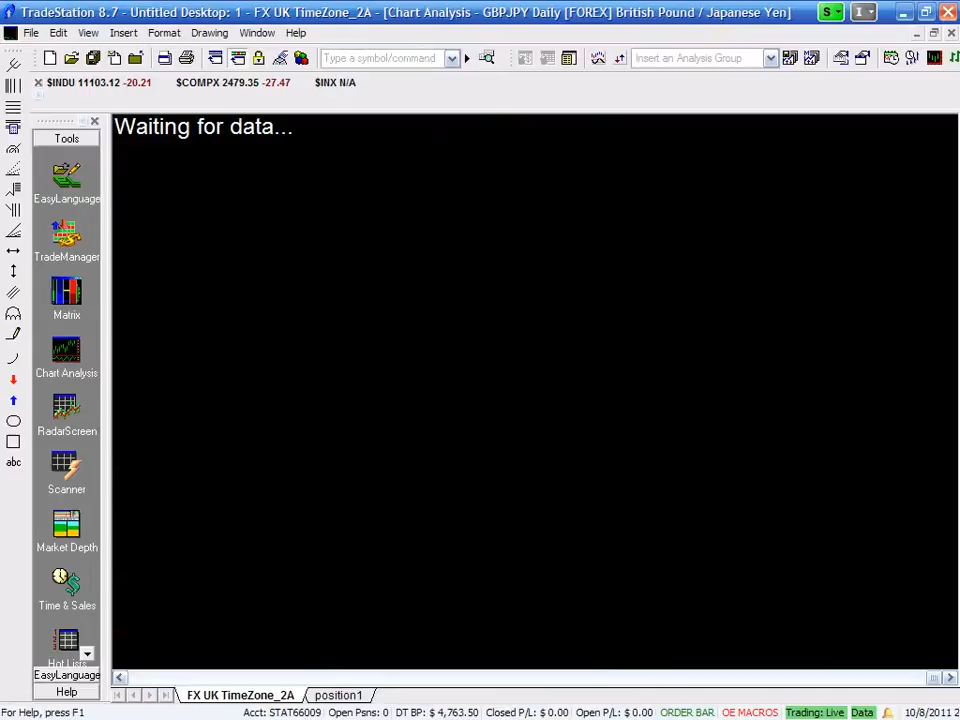 TradeStation 8.7 - Untitled Desktop: 1 - FX UK TimeZone_2A - [Chart Analysis - GBPJPY Daily [FOREX] British Pound / Japanese Yen]
S
I
File Edit View Insert Format Drawing Window Help
Type a symbol/command
Insert an Analysis Group
$INDU 11103.12 -20.21 $COMPX 2479.35 -27.47 $INX N/A
Waiting for data...
Tools
EasyLanguage
TradeManager
Matrix
Chart Analysis
RadarScreen
Scanner
Market Depth
Time & Sales
Hot Lists
abc
EasyLanguage
Help
FX UK TimeZone_2A position1
For Help, press F1 Acct: STAT66009 Open Psns: 0 DT BP: $ 4,763.50 Closed P/L: $ 0.00 Open P/L: $ 0.00 ORDER BAR OE MACROS Trading: Live Data 10/8/2011 2